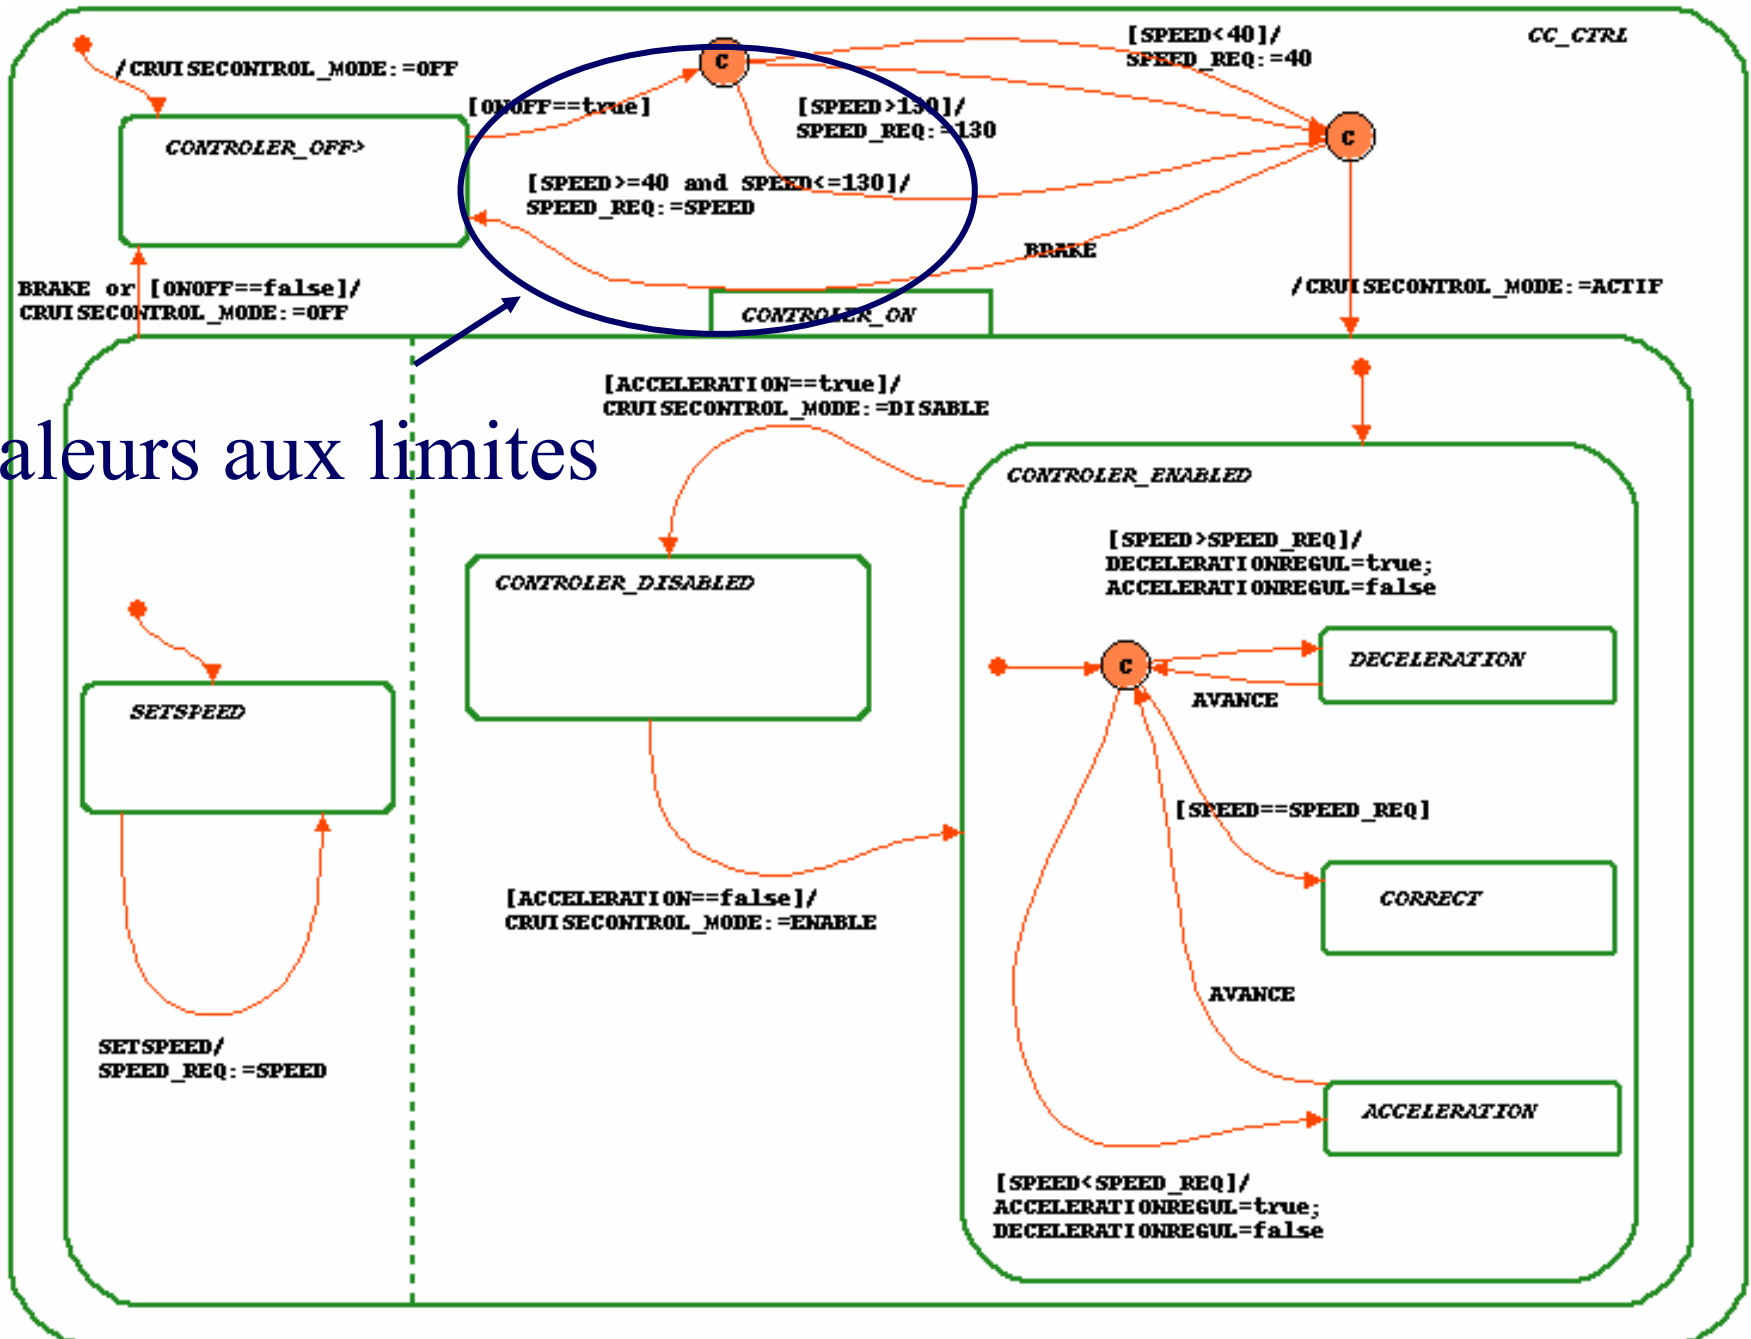 CC_CTRL
/CRUISECONTROL_MODE:=OFF
[ONOFF==true]
C
[SPEED<40]/
SPEED_REQ:=40
[SPEED>130]/
SPEED_REQ:=130
C
CONTROLER_OFF>
[SPEED>=40 and SPEED<=130]/
SPEED_REQ:=SPEED
BRAKE
BRAKE or [ONOFF==false]/
CRUISECONTROL_MODE:=OFF
/CRUISECONTROL_MODE:=ACTIF
CONTROLER_ON
[ACCELERATION==true]/
CRUISECONTROL_MODE:=DISABLE
aleurs aux limites
CONTROLER_ENABLED
CONTROLER_DISABLED
[SPEED>SPEED_REQ]/
DECELERATIONREGUL=true;
ACCELERATIONREGUL=false
C
DECELERATION
AVANCE
SETSPEED
[SPEED==SPEED_REQ]
CORRECT
[ACCELERATION==false]/
CRUISECONTROL_MODE:=ENABLE
AVANCE
SETSPEED/
SPEED_REQ:=SPEED
ACCELERATION
[SPEED<SPEED_REQ]/
ACCELERATIONREGUL=true;
DECELERATIONREGUL=false